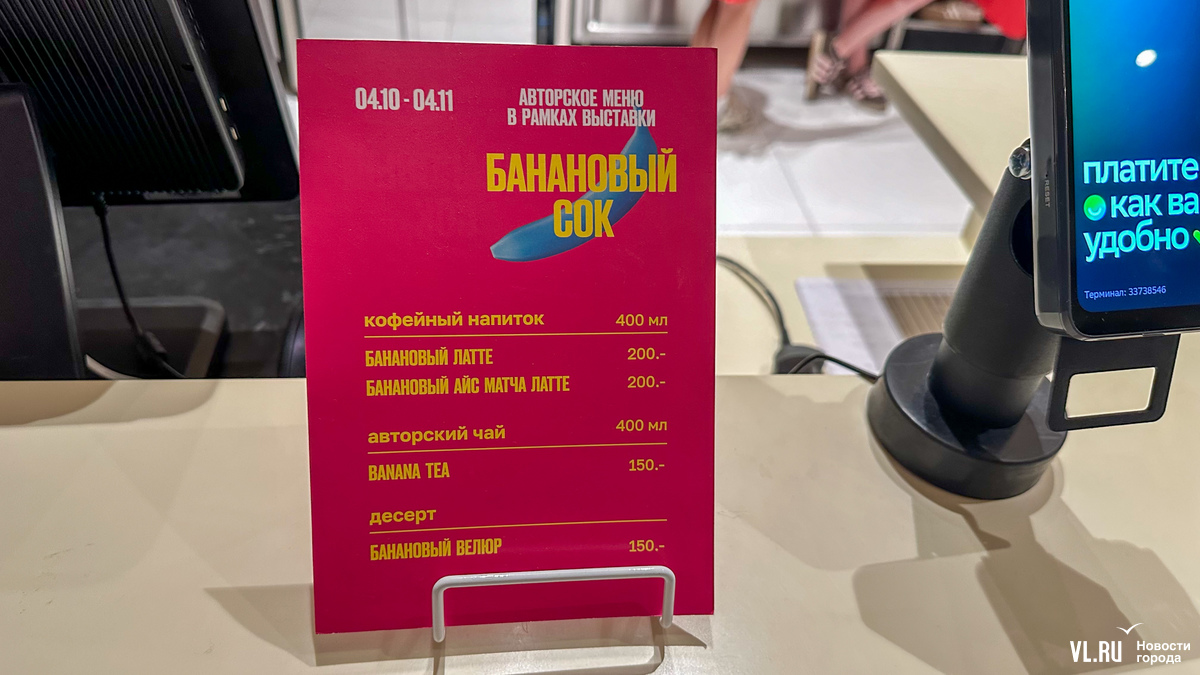 04.10 - 04.11
АВТОРСКОЕ МЕНЮ
В РАМКАХ ВЫСТАВКИ
БАНАНОВЫЙ
СОК
кофейный напиток 400 мл
БАНАНОВЫЙ ЛАТТЕ 200.-
БАНАНОВЫЙ АЙС МАТЧА ЛАТТЕ 200.-
авторский чай 400 мл
BANANA TEA 150.-
десерт
БАНАНОВЫЙ ВЕЛЮР 150.-
RESET
платите
как ва
удобно
Терминал: 33738546
VL.RU Новости
города